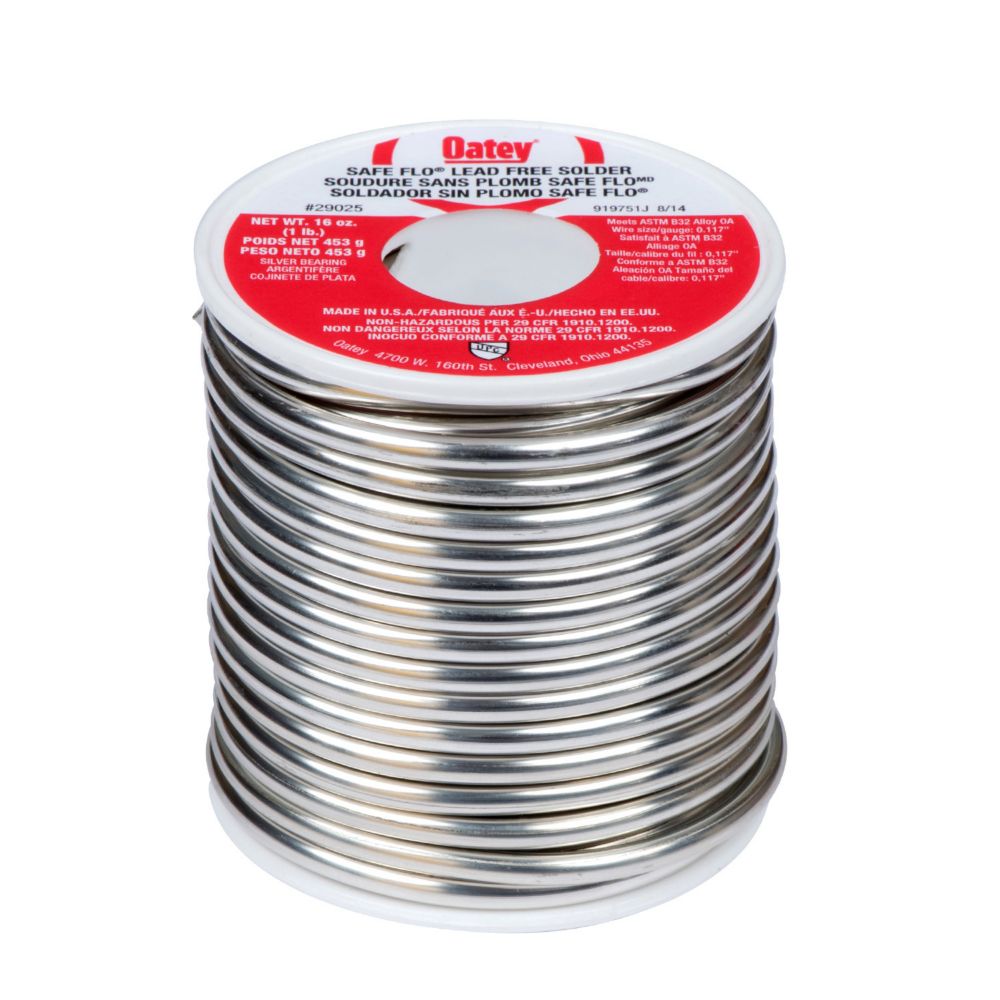 Oatey®
SAFE FLO® LEAD FREE SOLDER
SOUDURE SANS PLOMB SAFE FLOMD
SOLDADOR SIN PLOMO SAFE FLO®
#29025
919751J 8/14
NET WT. 16 oz.
(1 lb.)
POIDS NET 453 g
PESO NETO 453 g
SILVER BEARING
ARGENTIFÈRE
COJINETE DE PLATA
Meets ASTM B32 Alloy OA
Wire size/gauge: 0.117"
Satisfait à ASTM B32
Alliage OA
Taille/calibre du fil : 0,117"
Conforme a ASTM B32
Aleación OA Tamaño del
cable/calibre: 0,117"
MADE IN U.S.A./FABRIQUÉ AUX É.-U./HECHO EN EE.UU.
NON-HAZARDOUS PER 29 CFR 1910.1200.
NON DANGEREUX SELON LA NORME 29 CFR 1910.1200.
INOCUO CONFORME A 29 CFR 1910.1200.
Oatey 4700 W. 160th St. Cleveland, Ohio 44135